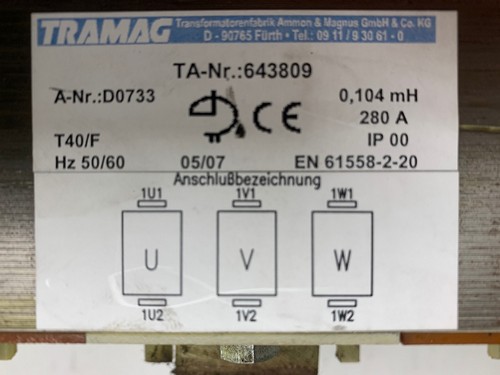 TRAMAG Transformatorenfabrik Ammon & Magnus GmbH & Co. KG
D - 90765 Fürth • Tel.: 09 11 / 9 30 61 - 0
TA-Nr.:643809
A-Nr.:D0733 0,104 mH
CE 280 A
T40/F IP 00
Hz 50/60 05/07 EN 61558-2-20
Anschlußbezeichnung
1U1 1V1 1W1
U V W
1U2 1V2 1W2